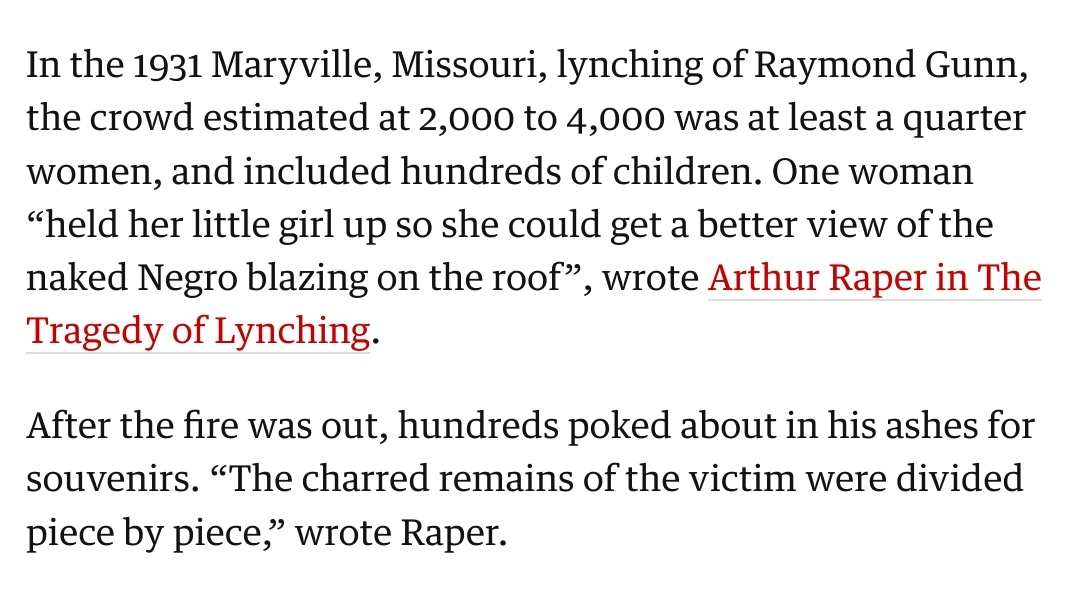 In the 1931 Maryville, Missouri, lynching of Raymond Gunn,
the crowd estimated at 2,000 to 4,000 was at least a quarter
women, and included hundreds of children. One woman
“held her little girl up so she could get a better view of the
naked Negro blazing on the roof”, wrote Arthur Raper in The
Tragedy of Lynching.
After the fire was out, hundreds poked about in his ashes for
souvenirs. “The charred remains of the victim were divided
piece by piece,” wrote Raper.